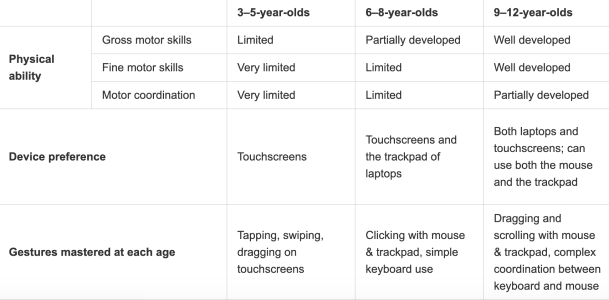 3–5-year-olds 6–8-year-olds 9–12-year-olds
Physical ability
Gross motor skills Limited Partially developed Well developed
Fine motor skills Very limited Limited Well developed
Motor coordination Very limited Limited Partially developed
Device preference
Touchscreens
Touchscreens and
the trackpad of
laptops
Both laptops and
touchscreens; can
use both the mouse
and the trackpad
Gestures mastered at each age
Tapping, swiping,
dragging on
touchscreens
Clicking with mouse
& trackpad, simple
keyboard use
Dragging and
scrolling with mouse
& trackpad, complex
coordination between
keyboard and mouse